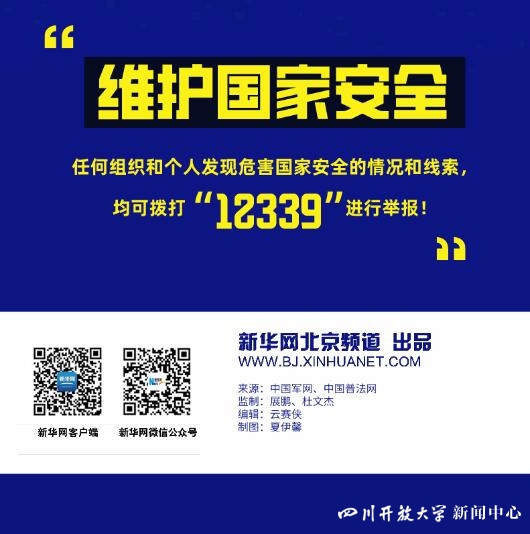 维护国家安全
任何组织和个人发现危害国家安全的情况和线索，
均可拨打“12339”进行举报！
新华网北京频道 出品
WWW.BJ.XINHUANET.COM
来源：中国军网、中国普法网
监制：展鹏、杜文杰
编辑：云赛侠
制图：夏伊馨
新华网客户端
新华网微信公众号
四川开放大学 新闻中心